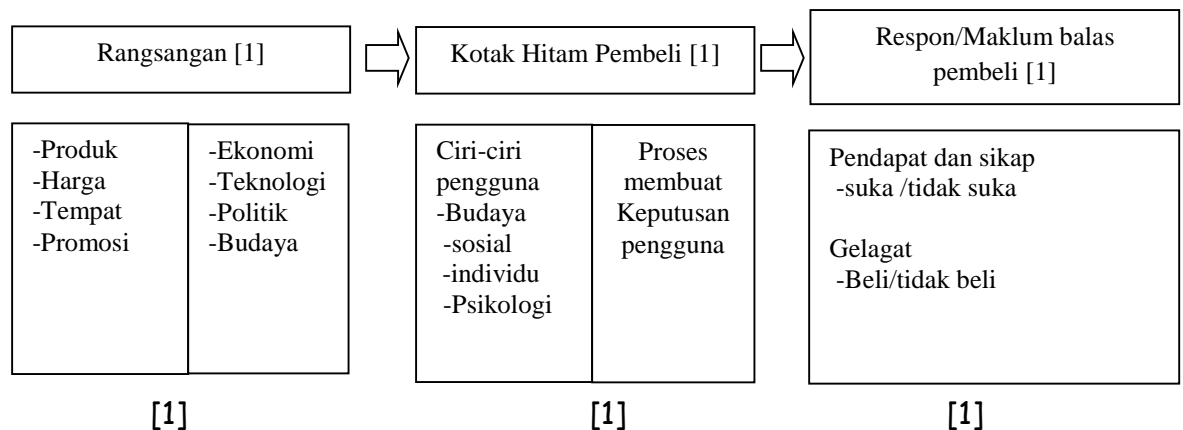 Rangsangan [1]
Kotak Hitam Pembeli [1]
Respon/Maklum balas
pembeli [1]
-Produk
-Harga
-Tempat
-Promosi
-Ekonomi
-Teknologi
-Politik
-Budaya
Ciri-ciri
pengguna
-Budaya
-sosial
-individu
-Psikologi
Proses
membuat
Keputusan
pengguna
Pendapat dan sikap
-suka /tidak suka
Gelagat
-Beli/tidak beli
[1]
[1]
[1]